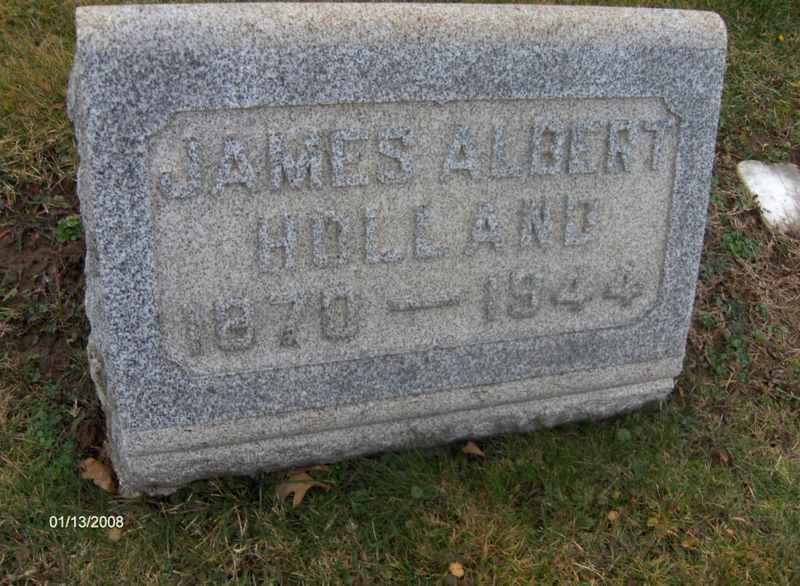 JAMES ALBERT
HOLLAND
1870 — 1944
01/13/2008